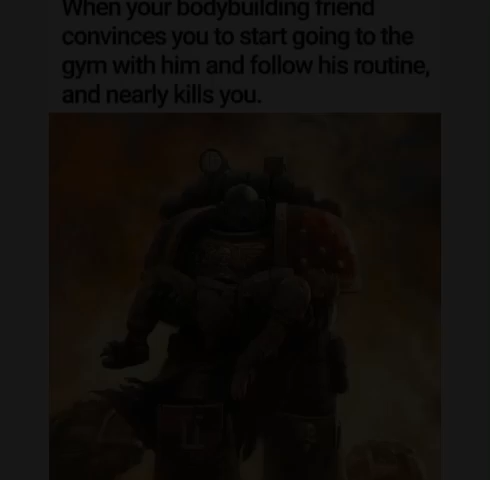 When your bodybuilding friend
convinces you to start going to the
gym with him and follow his routine,
and nearly kills you.